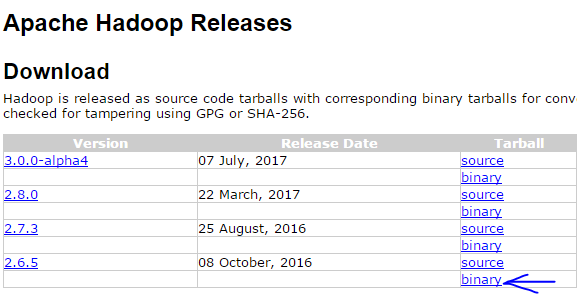 Apache Hadoop Releases
Download
Hadoop is released as source code tarballs with corresponding binary tarballs for conv
checked for tampering using GPG or SHA-256.
Version Release Date Tarball
3.0.0-alpha4 07 July, 2017 source
binary
2.8.0 22 March, 2017 source
binary
2.7.3 25 August, 2016 source
binary
2.6.5 08 October, 2016 source
binary